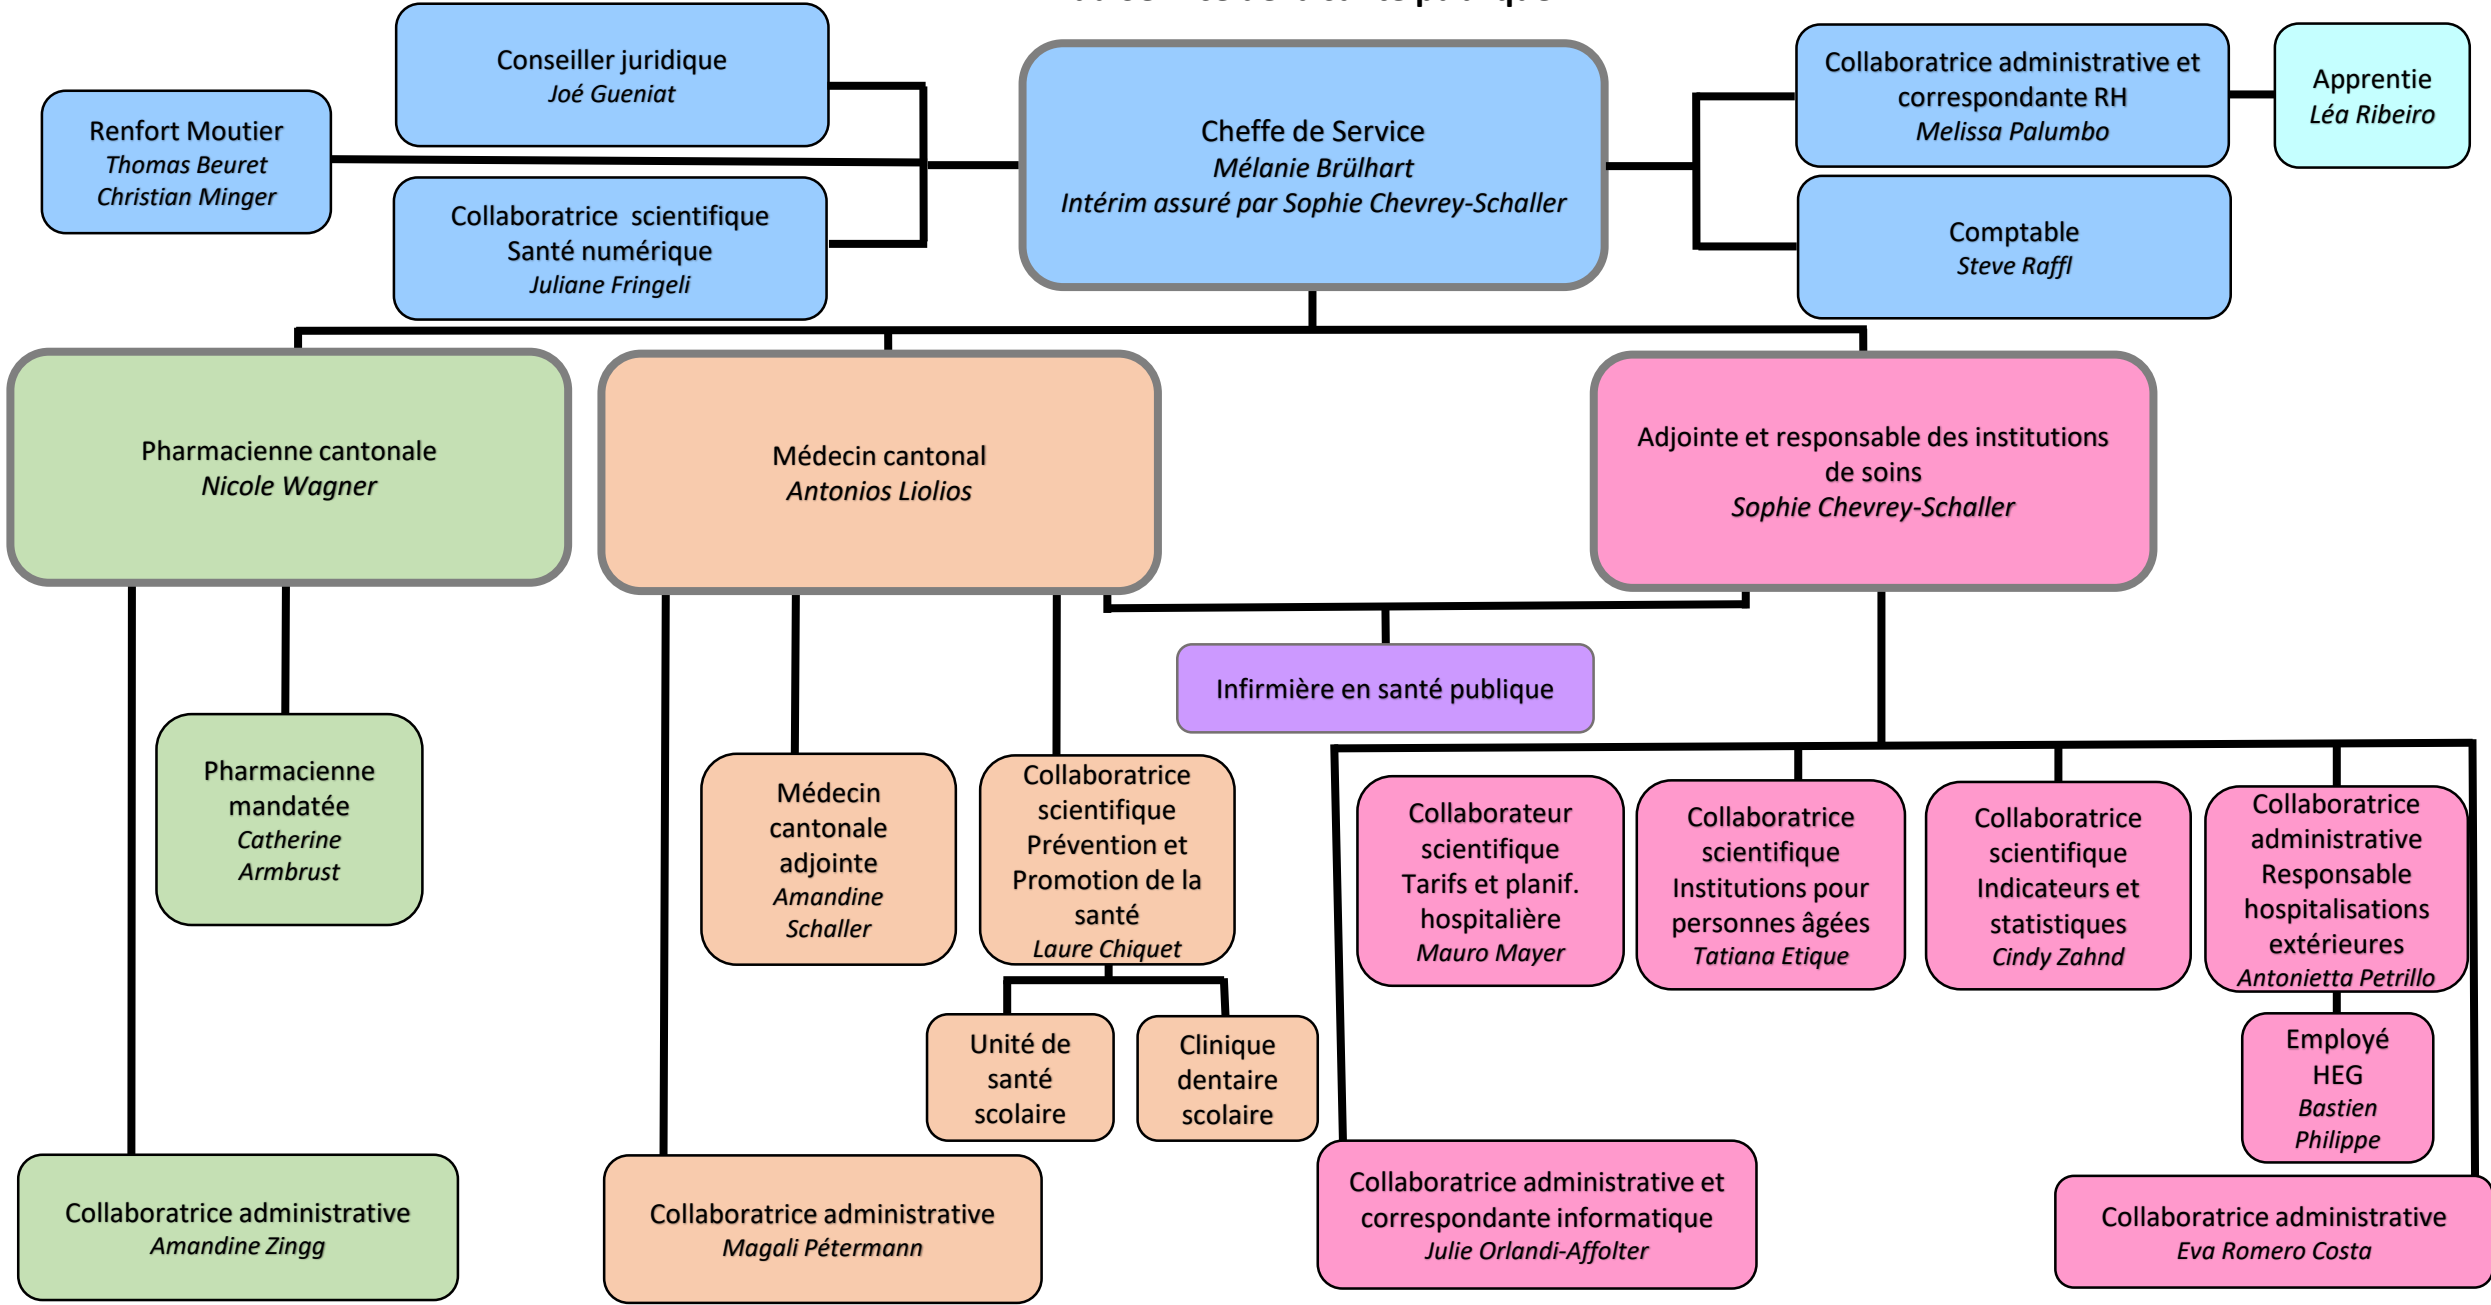 Conseiller juridique
Joé Gueniat
Renfort Moutier
Thomas Beuret
Christian Minger
Collaboratrice  scientifique
Santé numérique
Juliane Fringeli
Cheffe de Service
Mélanie Brülhart
Intérim assuré par Sophie Chevrey-Schaller
Collaboratrice administrative et
correspondante RH
Melissa Palumbo
Apprentie
Léa Ribeiro
Comptable
Steve Raffl
Pharmacienne cantonale
Nicole Wagner
Médecin cantonal
Antonios Liolios
Adjointe et responsable des institutions
de soins
Sophie Chevrey-Schaller
Infirmière en santé publique
Pharmacienne
mandatée
Catherine
Armbrust
Médecin
cantonale
adjointe
Amandine
Schaller
Collaboratrice
scientifique
Prévention et
Promotion de la
santé
Laure Chiquet
Collaborateur
scientifique
Tarifs et planif.
hospitalière
Mauro Mayer
Collaboratrice
scientifique
Institutions pour
personnes âgées
Tatiana Etique
Collaboratrice
scientifique
Indicateurs et
statistiques
Cindy Zahnd
Collaboratrice
administrative
Responsable
hospitalisations
extérieures
Antonietta Petrillo
Unité de
santé
scolaire
Clinique
dentaire
scolaire
Employé
HEG
Bastien
Philippe
Collaboratrice administrative
Amandine Zingg
Collaboratrice administrative
Magali Pétermann
Collaboratrice administrative et
correspondante informatique
Julie Orlandi-Affolter
Collaboratrice administrative
Eva Romero Costa